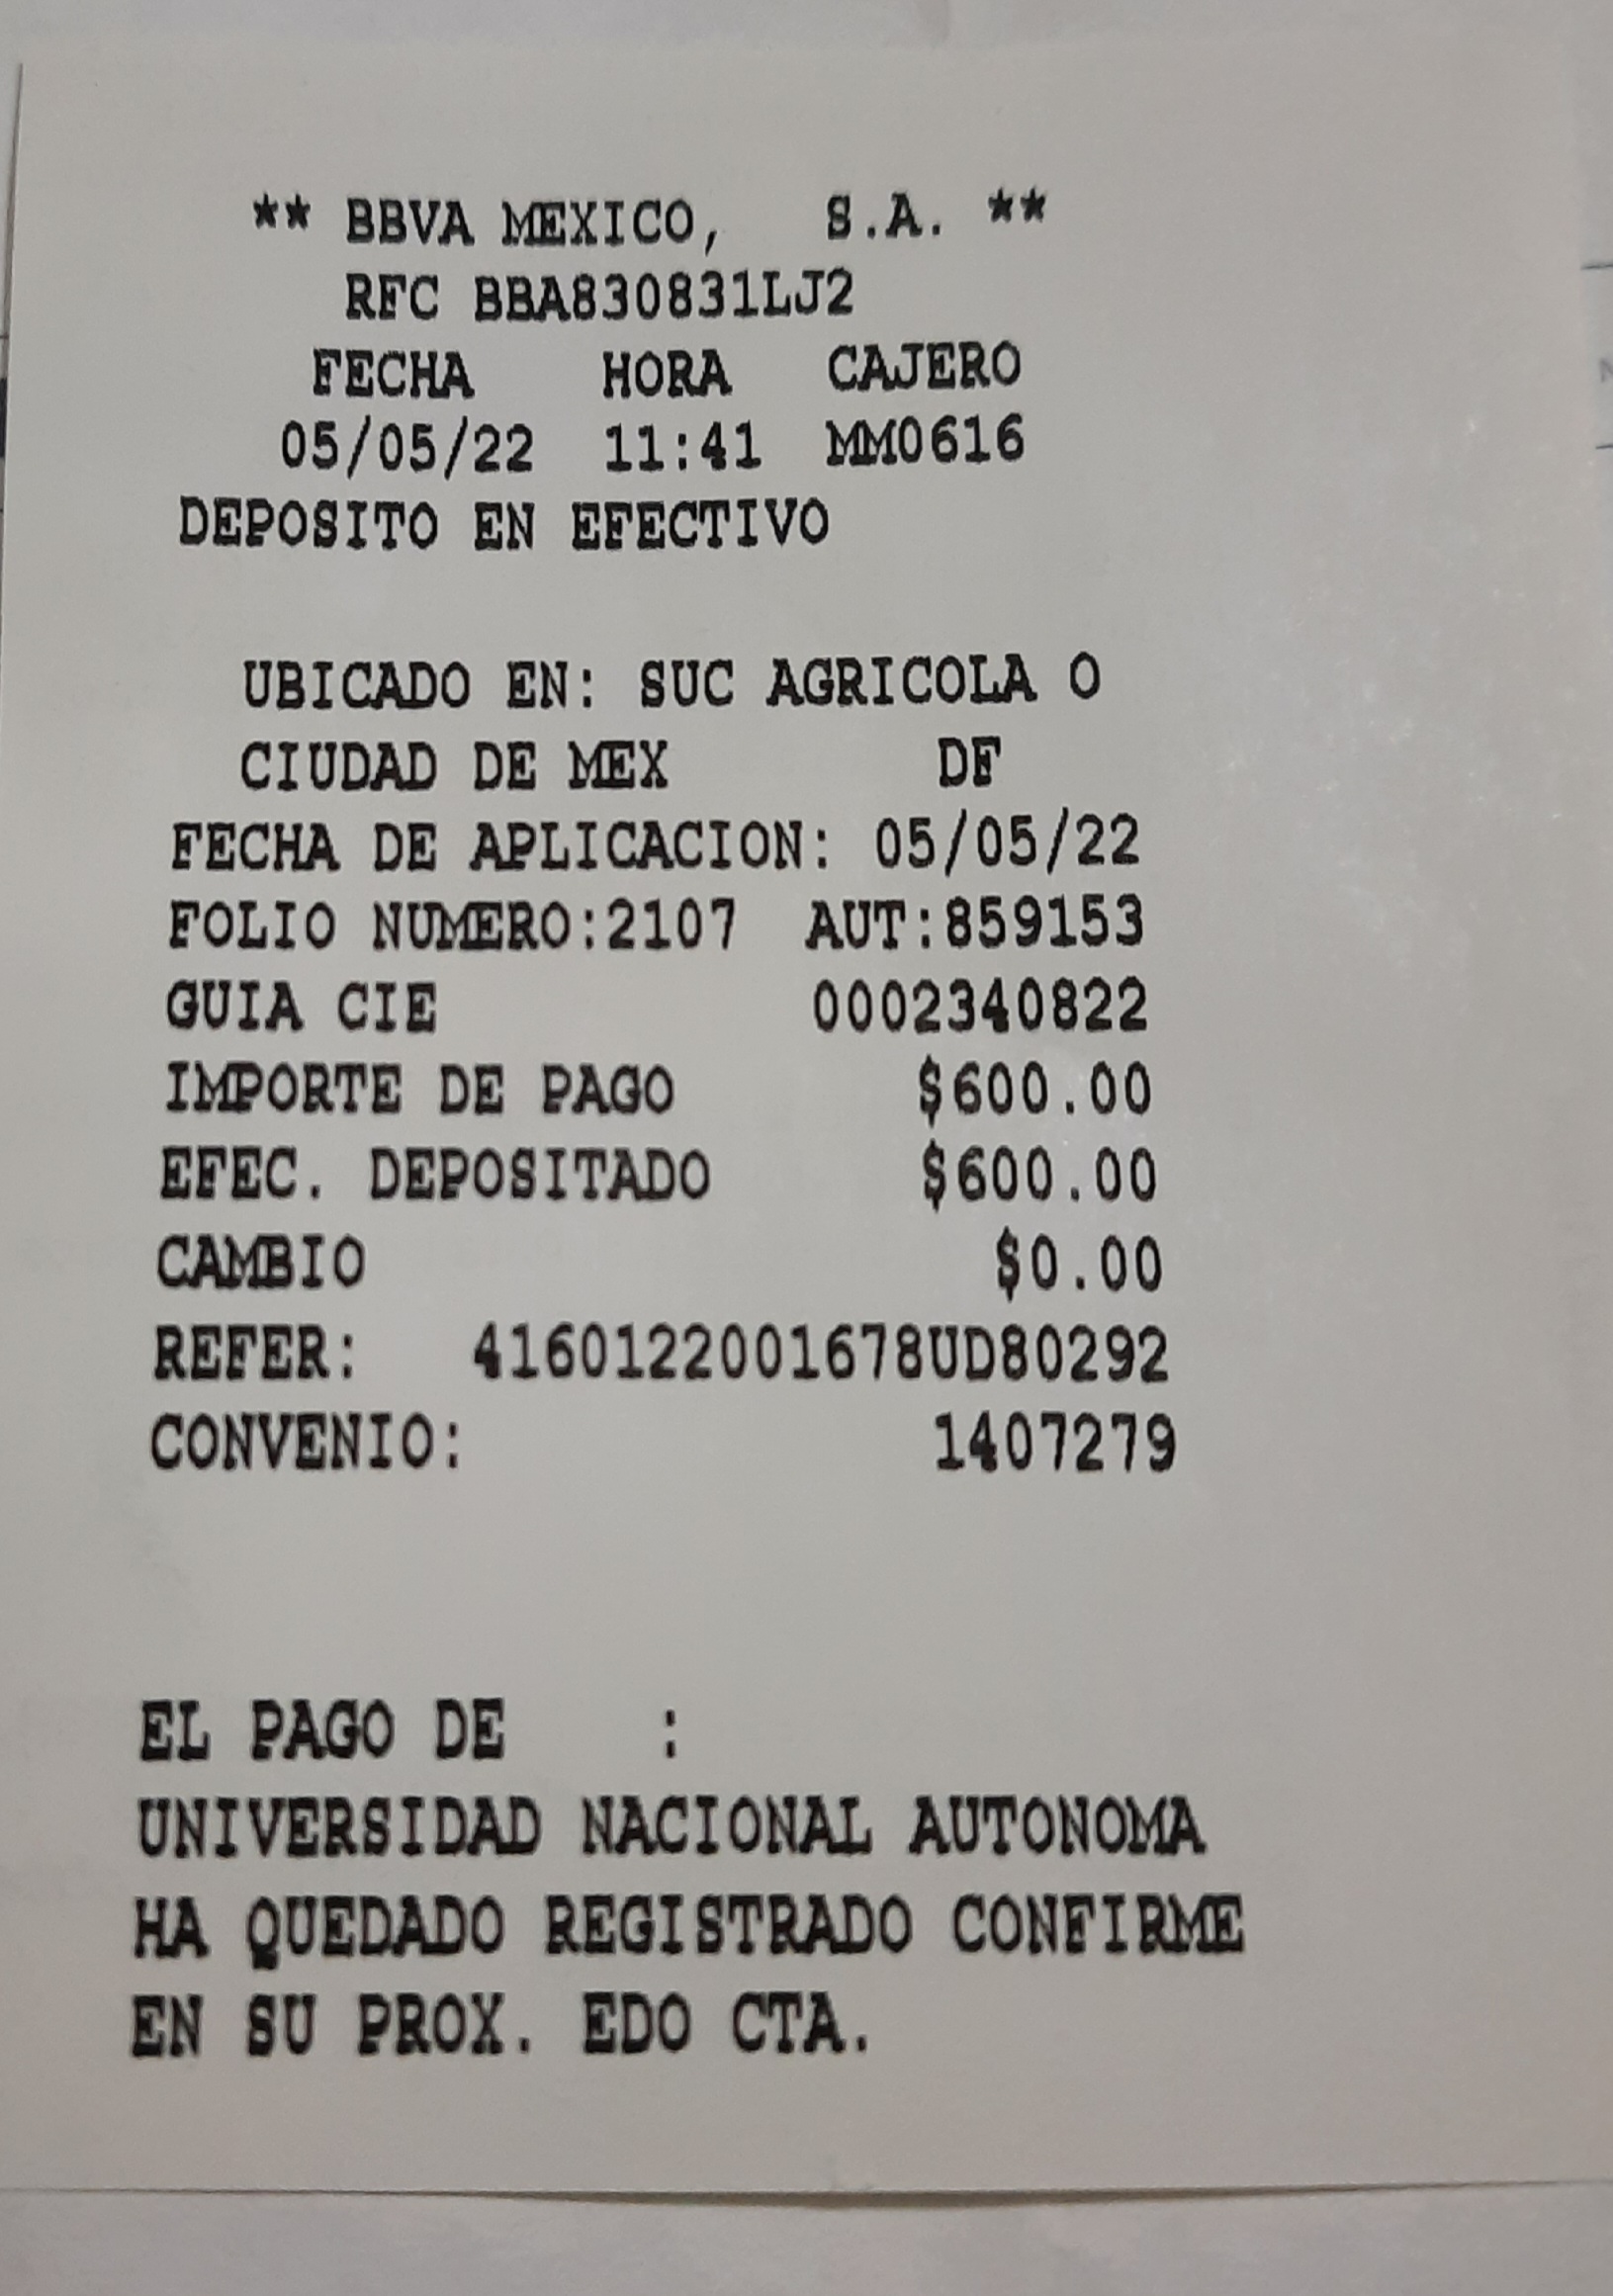 ** BBVA MEXICO, S.A. **
RFC BBA830831LJ2
FECHA HORA CAJERO
05/05/22 11:41 MM0616
DEPOSITO EN EFECTIVO
UBICADO EN: SUC AGRICOLA O
CIUDAD DE MEX DF
FECHA DE APLICACION: 05/05/22
FOLIO NUMERO:2107 AUT:859153
GUIA CIE 0002340822
IMPORTE DE PAGO $600.00
EFEC. DEPOSITADO $600.00
CAMBIO $0.00
REFER: 4160122001678UD80292
CONVENIO: 1407279
EL PAGO DE :
UNIVERSIDAD NACIONAL AUTONOMA
HA QUEDADO REGISTRADO CONFIRME
EN SU PROX. EDO CTA.